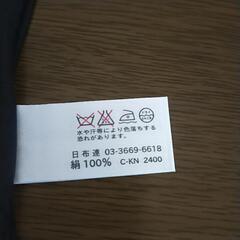 水や汗等により色落ちする
恐れがあります。
日布連 03-3669-6618
絹100% C-KN 2400